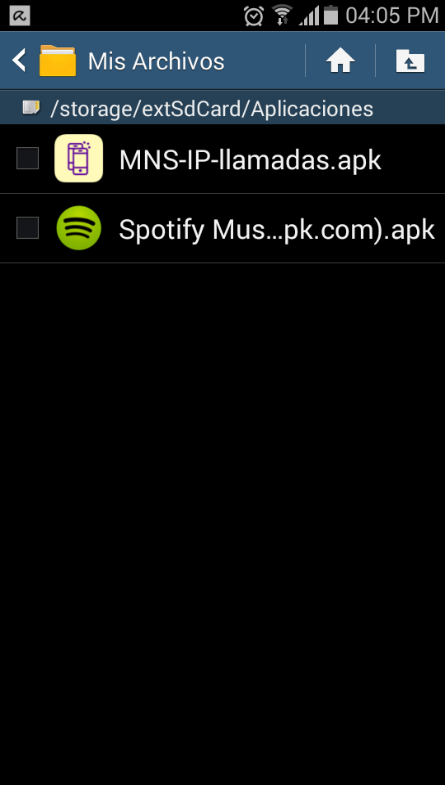 04:05 PM
Mis Archivos
/storage/extSdCard/Aplicaciones
MNS-IP-llamadas.apk
Spotify Mus...pk.com).apk